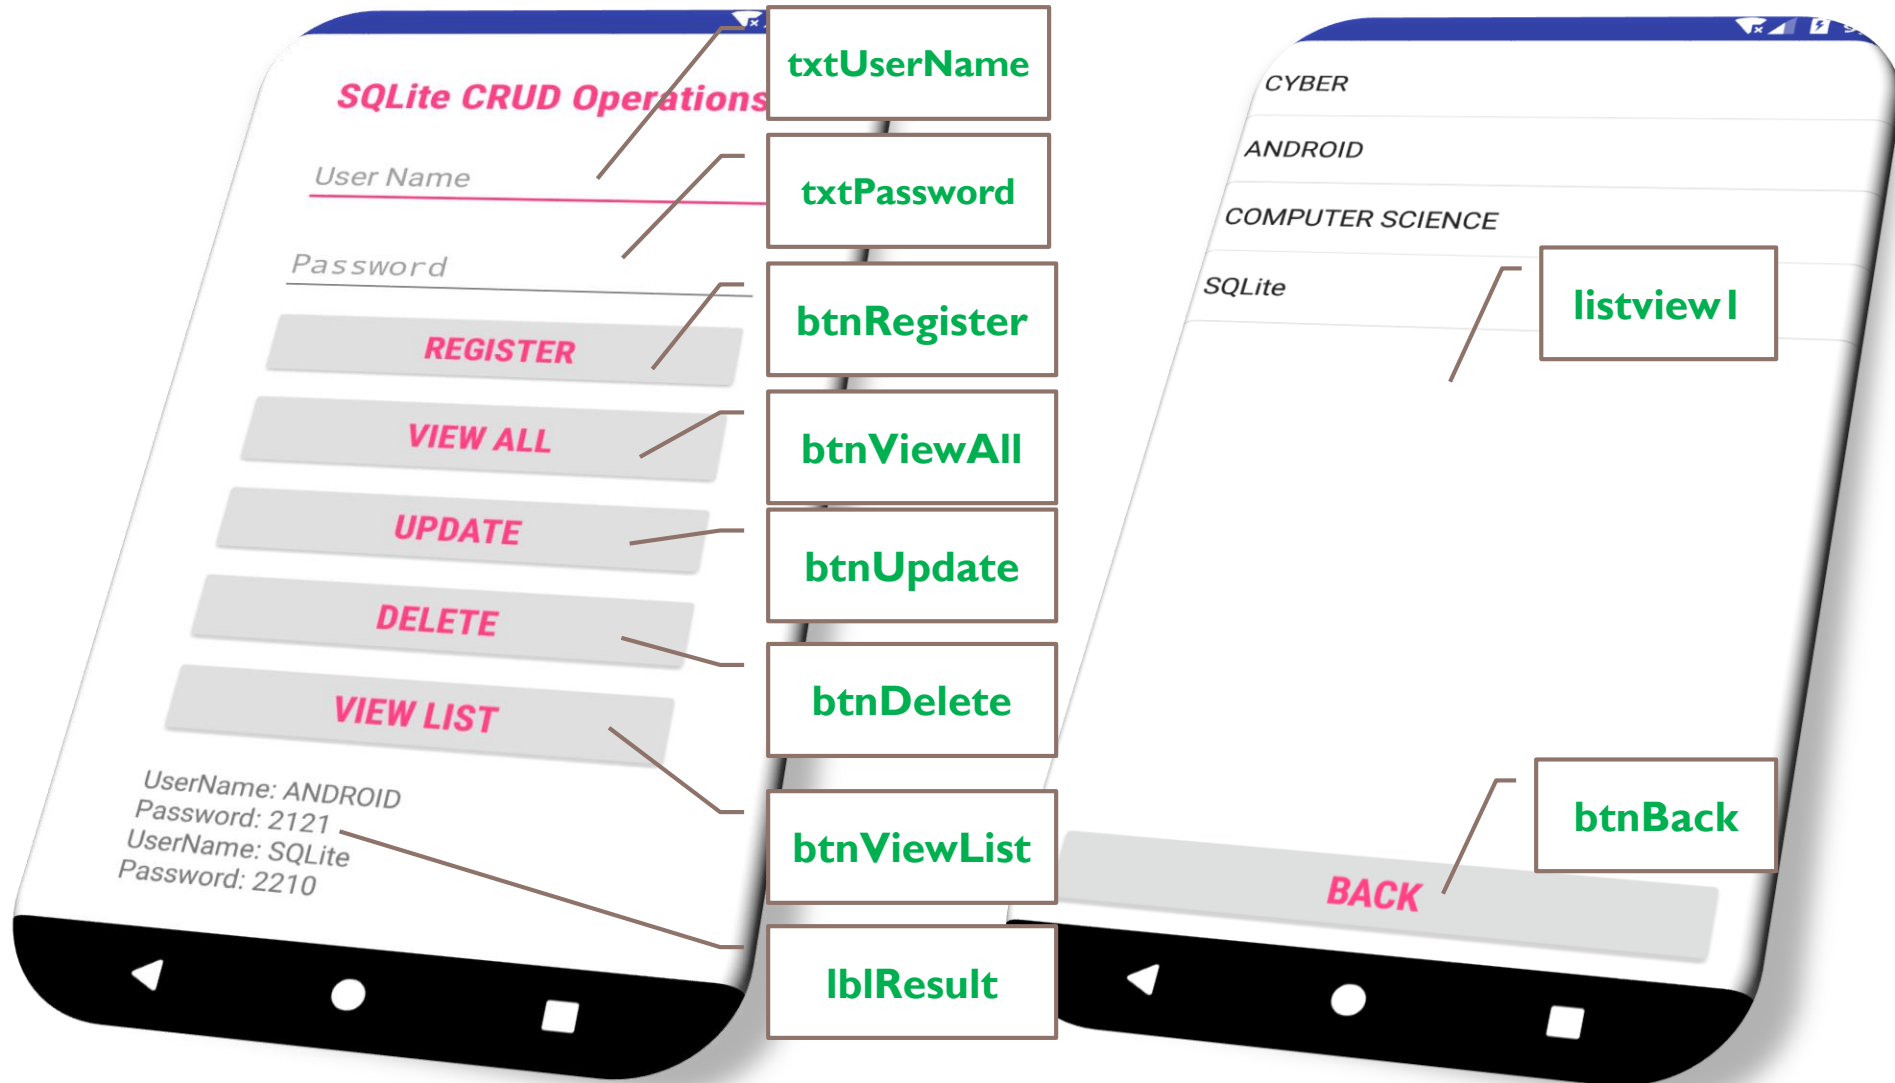 SQLite CRUD Operations
User Name
Password
REGISTER
VIEW ALL
UPDATE
DELETE
VIEW LIST
UserName: ANDROID
Password: 2121
UserName: SQLite
Password: 2210
txtUserName
txtPassword
btnRegister
btnViewAll
btnUpdate
btnDelete
btnViewList
lblResult
CYBER
ANDROID
COMPUTER SCIENCE
SQLite
listview1
btnBack
BACK